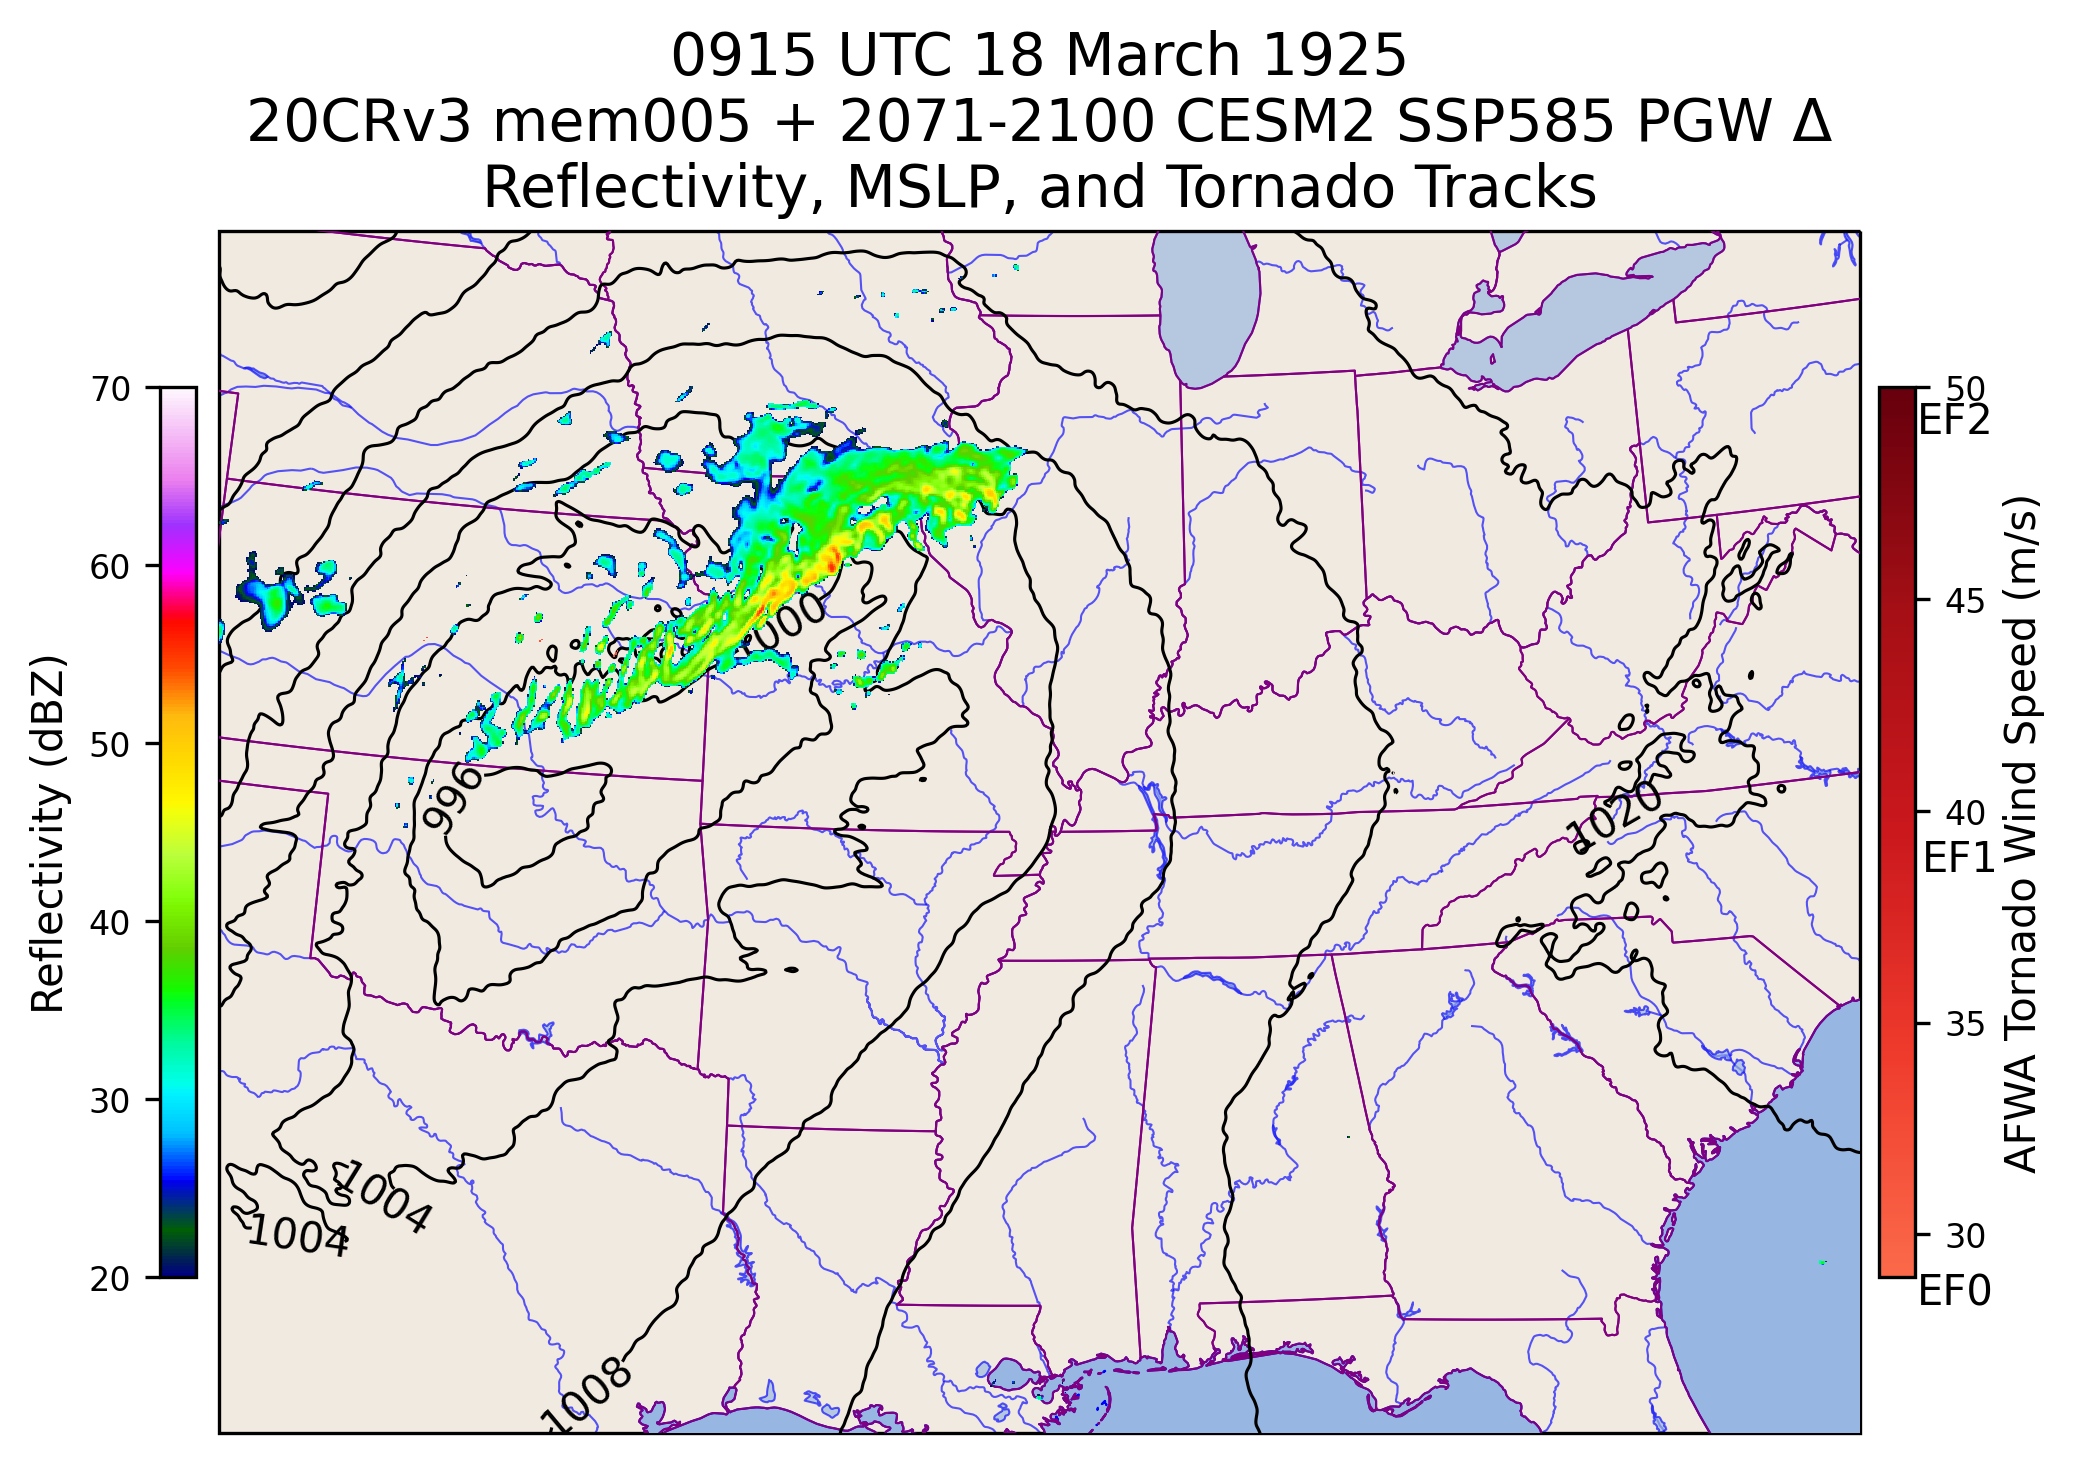 0915 UTC 18 March 1925
20CRv3 mem005 + 2071-2100 CESM2 SSP585 PGW Δ
Reflectivity, MSLP, and Tornado Tracks
Reflectivity (dBZ)
70
60
50
40
30
20
1000
996
1020
1004
1004
1008
50
EF2
45
40
EF1
35
30
EF0
AFWA Tornado Wind Speed (m/s)